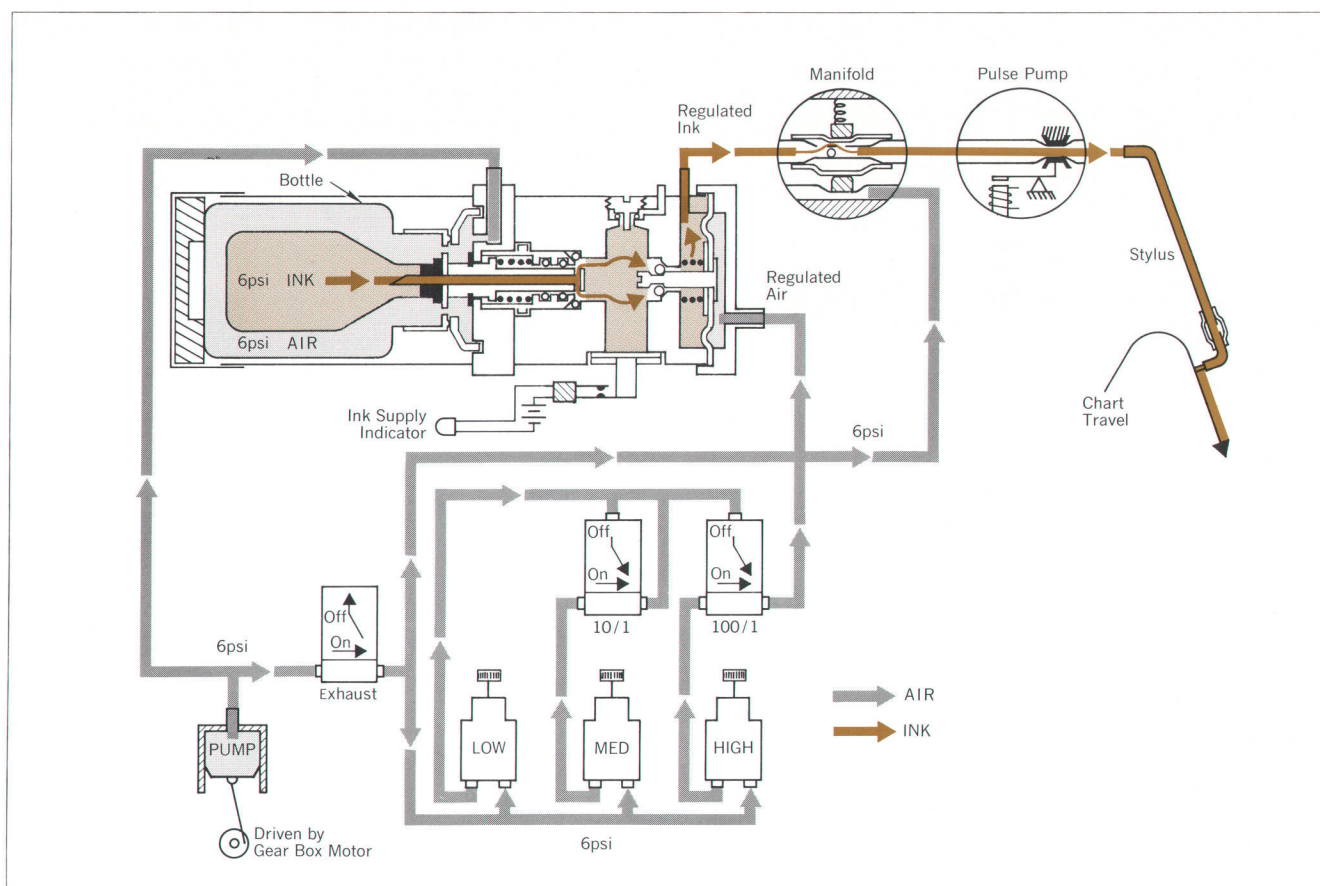 Manifold
Pulse Pump
Regulated
Ink
Bottle
6psi INK
6psi AIR
Regulated
Air
Stylus
Ink Supply
Indicator
Chart
Travel
6psi
Off
On
10/1
Off
On
100/1
6psi
Off
On
Exhaust
AIR
INK
PUMP
LOW
MED
HIGH
Driven by
Gear Box Motor
6psi